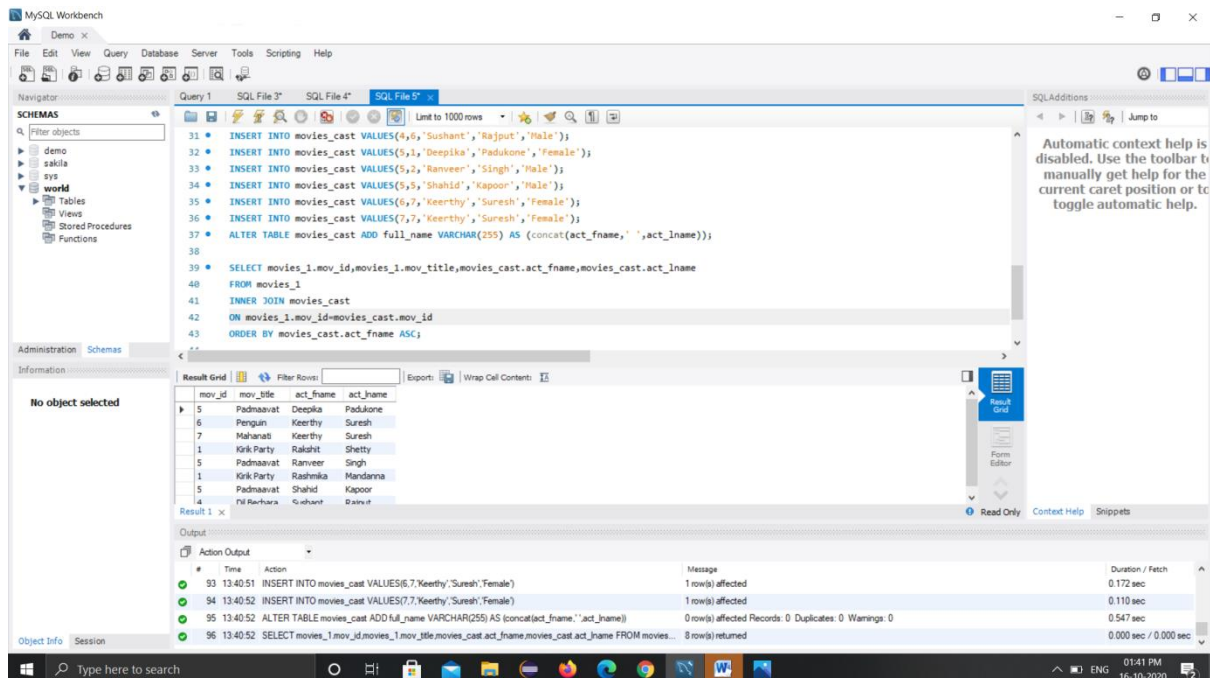 MySQL Workbench
Demo ×
File Edit View Query Database Server Tools Scripting Help
Navigator
SCHEMAS
Filter objects
demo
sakila
sys
world
Tables
Views
Stored Procedures
Functions
Administration Schemas
Information
No object selected
Object Info Session
Query 1 SQL File 3* SQL File 4* SQL File 5* ×
Limit to 1000 rows
31 INSERT INTO movies_cast VALUES(4,6,'Sushant','Rajput','Male');
32 INSERT INTO movies_cast VALUES(5,1,'Deepika','Padukone','Female');
33 INSERT INTO movies_cast VALUES(5,2,'Ranveer','Singh','Male');
34 INSERT INTO movies_cast VALUES(5,5,'Shahid','Kapoor','Male');
35 INSERT INTO movies_cast VALUES(6,7,'Keerthy','Suresh','Female');
36 INSERT INTO movies_cast VALUES(7,7,'Keerthy','Suresh','Female');
37 ALTER TABLE movies_cast ADD full_name VARCHAR(255) AS (concat(act_fname,' ',act_lname));
38
39 SELECT movies_1.mov_id,movies_1.mov_title,movies_cast.act_fname,movies_cast.act_lname
40 FROM movies_1
41 INNER JOIN movies_cast
42 ON movies_1.mov_id=movies_cast.mov_id
43 ORDER BY movies_cast.act_fname ASC;
Result Grid Filter Rows: Export: Wrap Cell Content:
mov_id mov_title act_fname act_lname
5 Padmaavat Deepika Padukone
6 Penguin Keerthy Suresh
7 Mahanati Keerthy Suresh
1 Kirik Party Rakshit Shetty
5 Padmaavat Ranveer Singh
1 Kirik Party Rashmika Mandanna
5 Padmaavat Shahid Kapoor
4 Dil Bechara Sushant Rajput
Result Grid
Form Editor
Result 1 × Read Only
SQLAdditions
Jump to
Automatic context help is
disabled. Use the toolbar to
manually get help for the
current caret position or to
toggle automatic help.
Context Help Snippets
Output
Action Output
# Time Action Message Duration / Fetch
93 13:40:51 INSERT INTO movies_cast VALUES(6,7,'Keerthy','Suresh','Female') 1 row(s) affected 0.172 sec
94 13:40:52 INSERT INTO movies_cast VALUES(7,7,'Keerthy','Suresh','Female') 1 row(s) affected 0.110 sec
95 13:40:52 ALTER TABLE movies_cast ADD full_name VARCHAR(255) AS (concat(act_fname,' ',act_lname)) 0 row(s) affected Records: 0 Duplicates: 0 Warnings: 0 0.547 sec
96 13:40:52 SELECT movies_1.mov_id,movies_1.mov_title,movies_cast.act_fname,movies_cast.act_lname FROM movies... 8 row(s) returned 0.000 sec / 0.000 sec
Type here to search
ENG
01:41 PM
16-10-2020